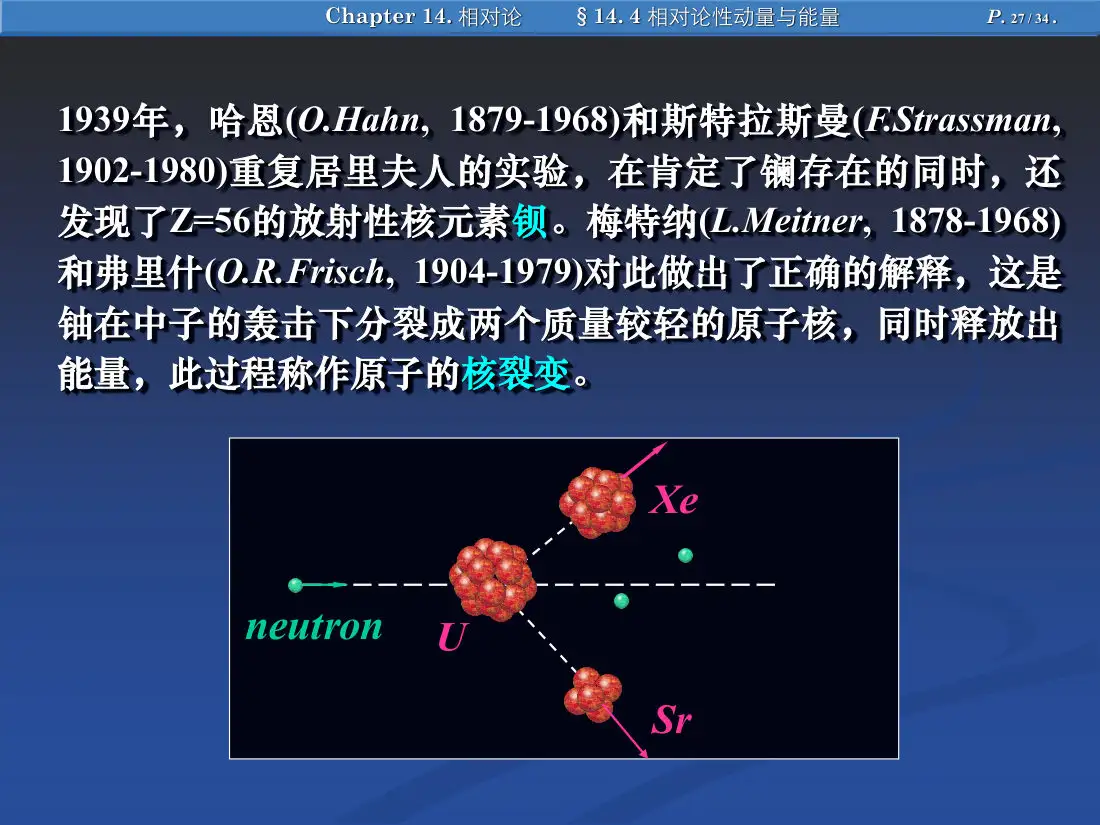 Chapter 14. 相对论 §14. 4 相对论性动量与能量 P. 27 / 34 .
1939年，哈恩(O.Hahn, 1879-1968)和斯特拉斯曼(F.Strassman,
1902-1980)重复居里夫人的实验，在肯定了镧存在的同时，还
发现了Z=56的放射性核元素钡。梅特纳(L.Meitner, 1878-1968)
和弗里什(O.R.Frisch, 1904-1979)对此做出了正确的解释，这是
铀在中子的轰击下分裂成两个质量较轻的原子核，同时释放出
能量，此过程称作原子的核裂变。
Xe
neutron
U
Sr